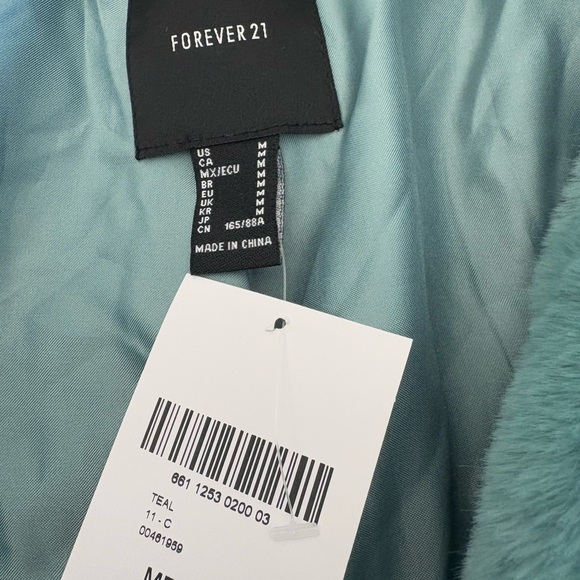 FOREVER 21
US M
CA M
MX/ECU M
BR M
EU M
UK M
KR M
JP M
CN 165/88A
MADE IN CHINA
661 1253 0200 03
TEAL
11 - C
00461959